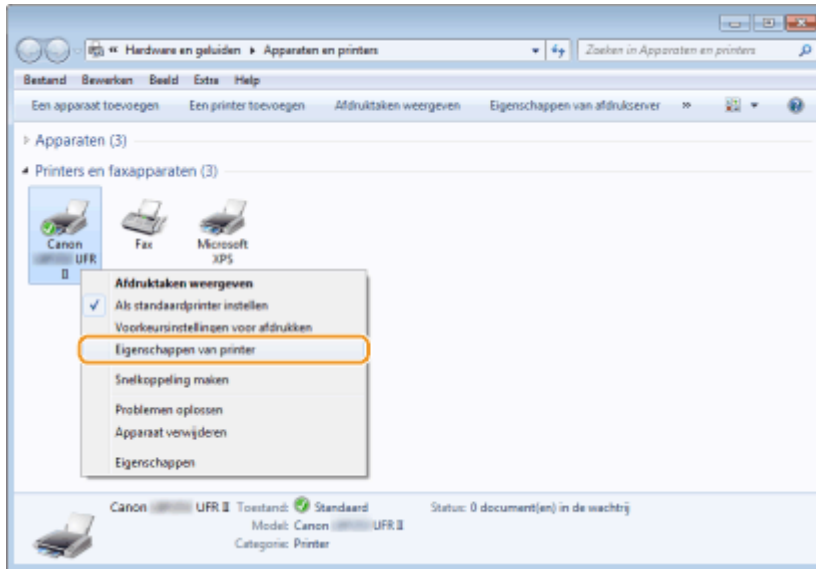 « Hardware en geluiden ▸ Apparaten en printers
Zoeken in Apparaten en printers
Bestand Bewerken Beeld Extra Help
Een apparaat toevoegen Een printer toevoegen Afdruktaken weergeven Eigenschappen van afdrukserver »
Apparaten (3)
Printers en faxapparaten (3)
Canon UFR II
Fax
Microsoft XPS
Afdruktaken weergeven
Als standaardprinter instellen
Voorkeursinstellingen voor afdrukken
Eigenschappen van printer
Snelkoppeling maken
Problemen oplossen
Apparaat verwijderen
Eigenschappen
Canon UFR II Toestand: Standaard Status: 0 document(en) in de wachtrij
Model: Canon UFR II
Categorie: Printer